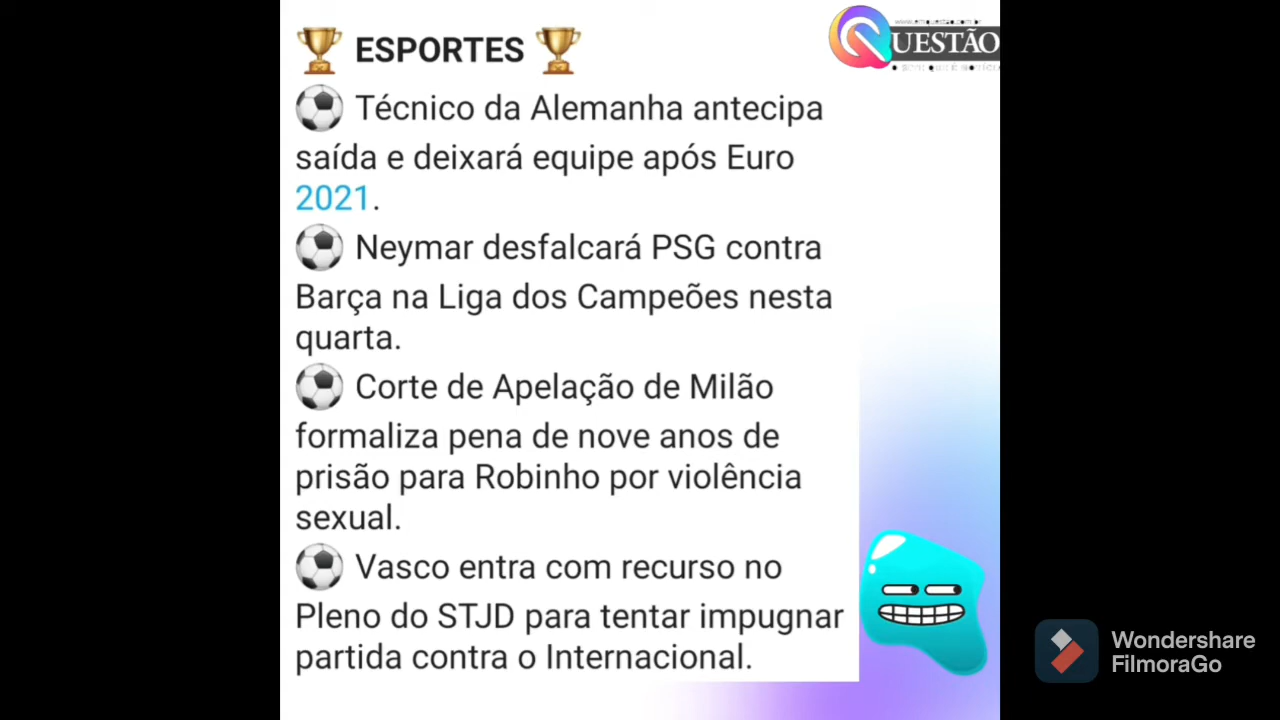 🏆 ESPORTES 🏆
UESTÃO
⚽ Técnico da Alemanha antecipa
saída e deixará equipe após Euro
2021.
⚽ Neymar desfalcará PSG contra
Barça na Liga dos Campeões nesta
quarta.
⚽ Corte de Apelação de Milão
formaliza pena de nove anos de
prisão para Robinho por violência
sexual.
⚽ Vasco entra com recurso no
Pleno do STJD para tentar impugnar
partida contra o Internacional.
Wondershare
FilmoraGo